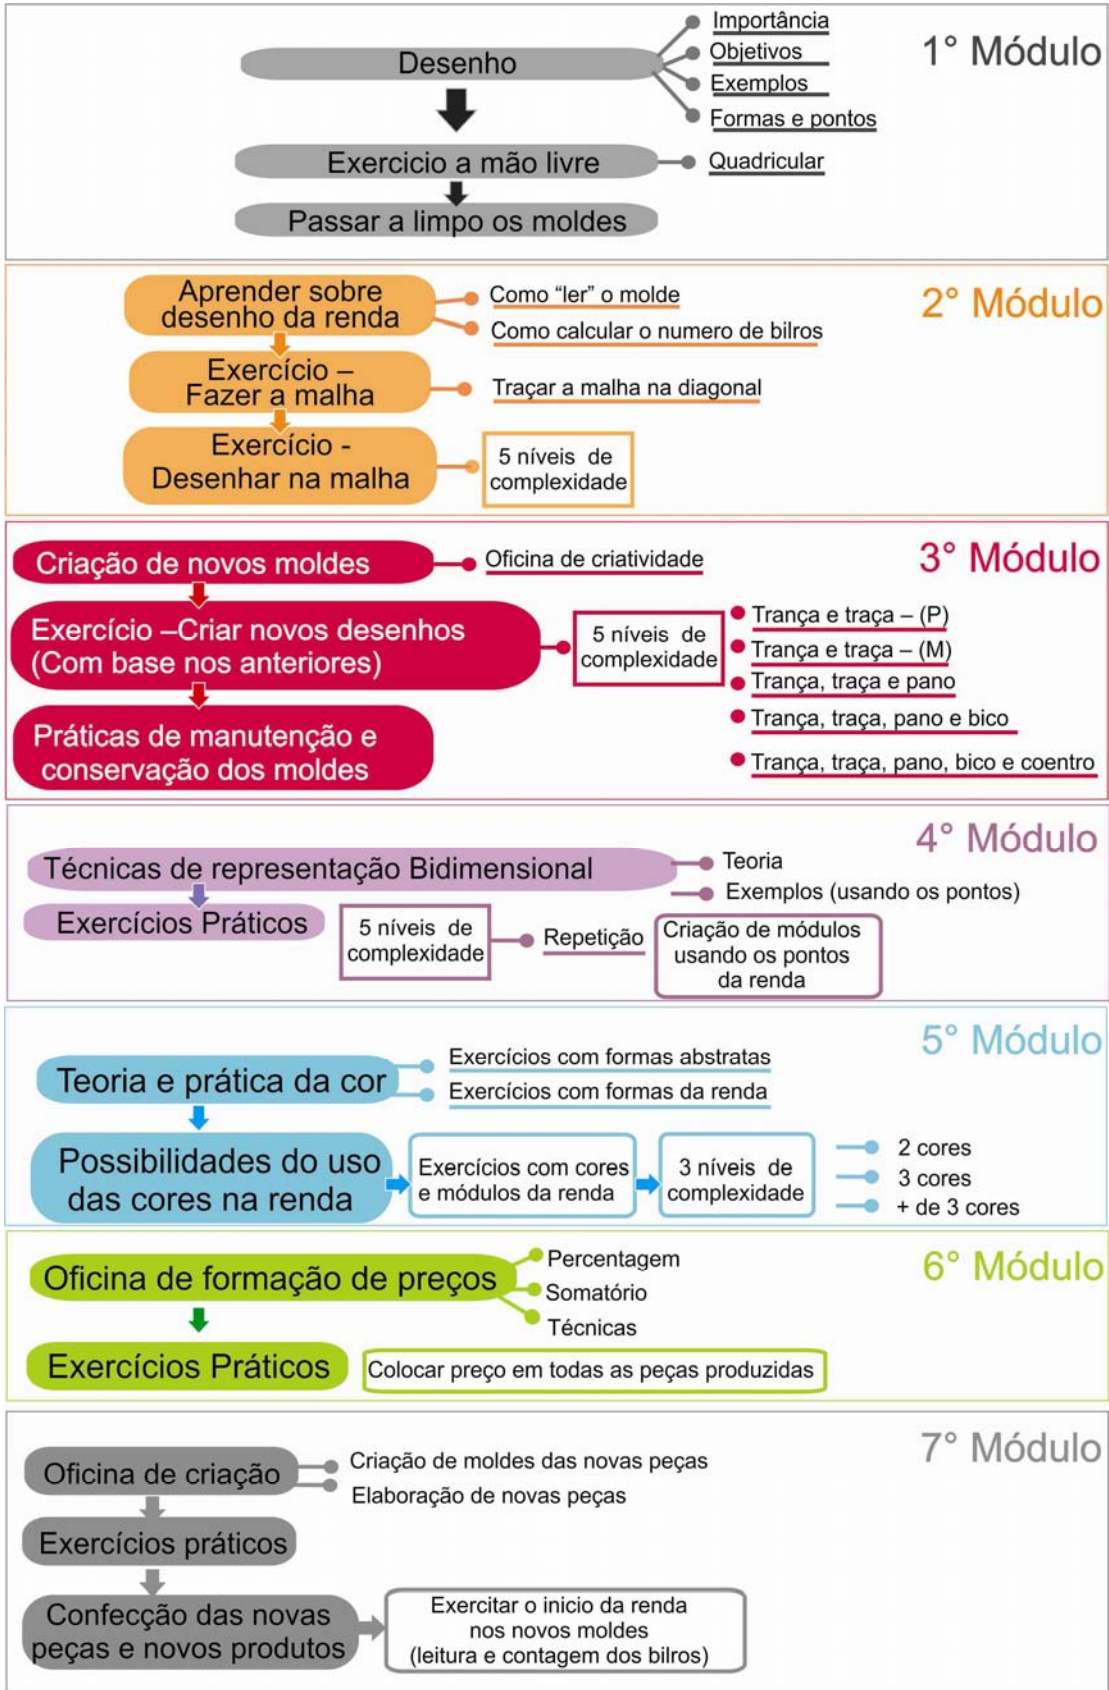 1° Módulo
Desenho
Importância
Objetivos
Exemplos
Formas e pontos
Exercicio a mão livre
Quadricular
Passar a limpo os moldes
2° Módulo
Aprender sobre
desenho da renda
Como “ler” o molde
Como calcular o numero de bilros
Exercício –
Fazer a malha
Traçar a malha na diagonal
Exercício -
Desenhar na malha
5 níveis de
complexidade
3° Módulo
Criação de novos moldes
Oficina de criatividade
Exercício –Criar novos desenhos
(Com base nos anteriores)
5 níveis de
complexidade
Trança e traça – (P)
Trança e traça – (M)
Trança, traça e pano
Trança, traça, pano e bico
Trança, traça, pano, bico e coentro
Práticas de manutenção e
conservação dos moldes
4° Módulo
Técnicas de representação Bidimensional
Teoria
Exemplos (usando os pontos)
Exercícios Práticos
5 níveis de
complexidade
Repetição
Criação de módulos
usando os pontos
da renda
5° Módulo
Teoria e prática da cor
Exercícios com formas abstratas
Exercícios com formas da renda
Possibilidades do uso
das cores na renda
Exercícios com cores
e módulos da renda
3 níveis de
complexidade
2 cores
3 cores
+ de 3 cores
6° Módulo
Oficina de formação de preços
Percentagem
Somatório
Técnicas
Exercícios Práticos
Colocar preço em todas as peças produzidas
7° Módulo
Oficina de criação
Criação de moldes das novas peças
Elaboração de novas peças
Exercícios práticos
Confecção das novas
peças e novos produtos
Exercitar o inicio da renda
nos novos moldes
(leitura e contagem dos bilros)